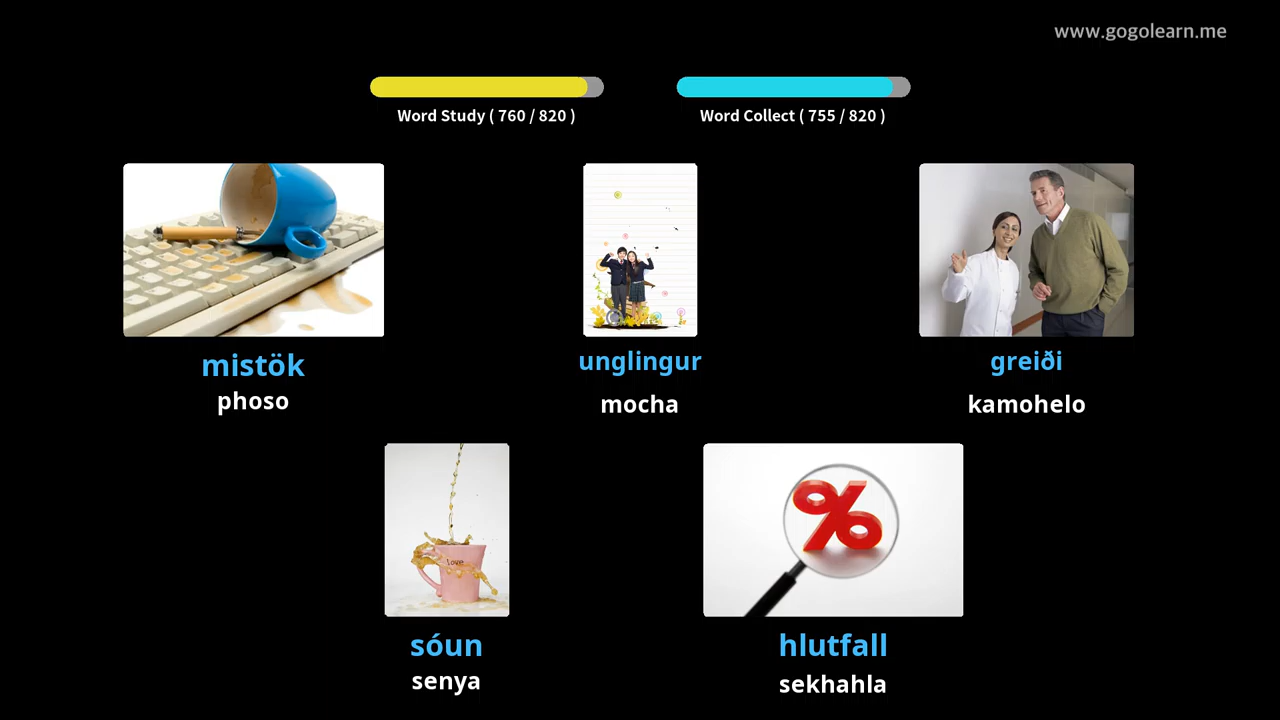 www.gogolearn.me
Word Study ( 760 / 820 )
Word Collect ( 755 / 820 )
mistök
phoso
unglingur
mocha
greiði
kamohelo
love
sóun
senya
hlutfall
sekhahla